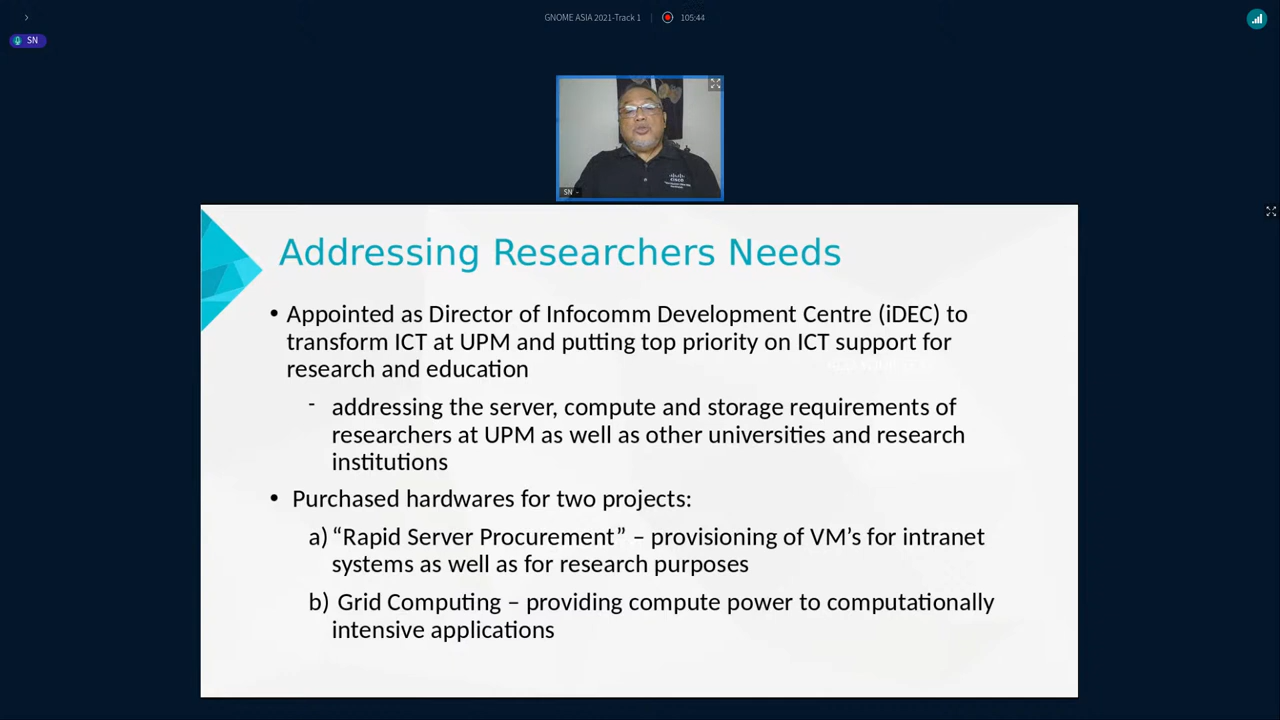 GNOME ASIA 2021-Track 1 | 105:44
SN
SN
CISCO
Addressing Researchers Needs
• Appointed as Director of Infocomm Development Centre (iDEC) to
transform ICT at UPM and putting top priority on ICT support for
research and education
- addressing the server, compute and storage requirements of
researchers at UPM as well as other universities and research
institutions
• Purchased hardwares for two projects:
a) “Rapid Server Procurement” – provisioning of VM’s for intranet
systems as well as for research purposes
b) Grid Computing – providing compute power to computationally
intensive applications